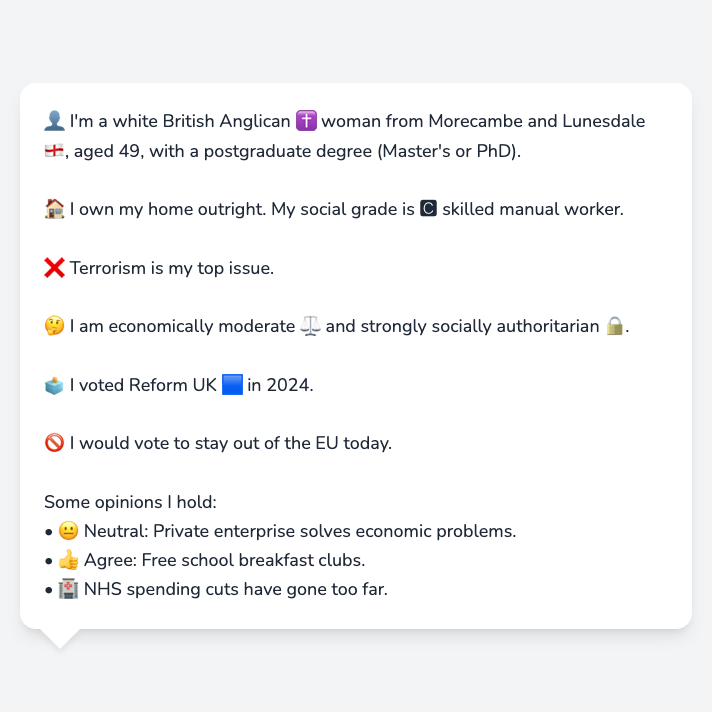 👤 I'm a white British Anglican ✝️ woman from Morecambe and Lunesdale
🏴󠁧󠁢󠁥󠁮󠁧󠁿, aged 49, with a postgraduate degree (Master's or PhD).
🏠 I own my home outright. My social grade is 🅲 skilled manual worker.
❌ Terrorism is my top issue.
🤔 I am economically moderate ⚖️ and strongly socially authoritarian 🔒.
🗳️ I voted Reform UK 🟦 in 2024.
🚫 I would vote to stay out of the EU today.
Some opinions I hold:
• 😐 Neutral: Private enterprise solves economic problems.
• 👍 Agree: Free school breakfast clubs.
• 🏥 NHS spending cuts have gone too far.